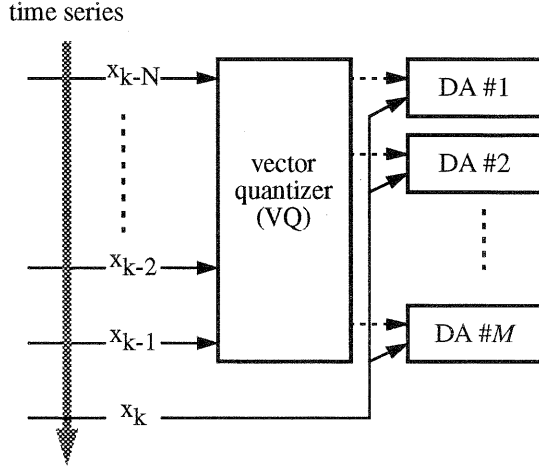 time series
x_{k-N}
DA #1
DA #2
vector
quantizer
(VQ)
x_{k-2}
x_{k-1}
DA #M
x_k